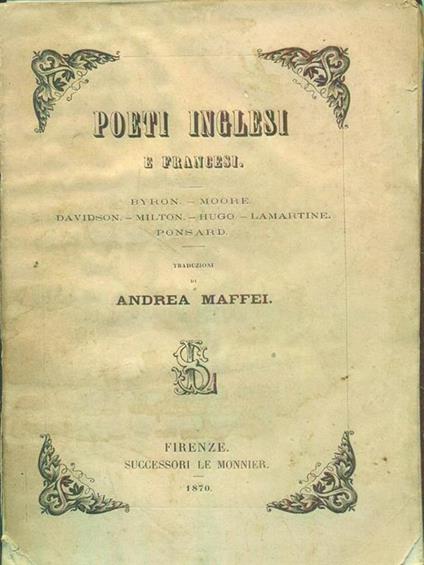 POETI INGLESI
E FRANCESI.
BYRON. – MOORE.
DAVIDSON. – MILTON. – HUGO – LAMARTINE.
PONSARD.
TRADUZIONI
DI
ANDREA MAFFEI.
SL
FIRENZE.
SUCCESSORI LE MONNIER.
1870.